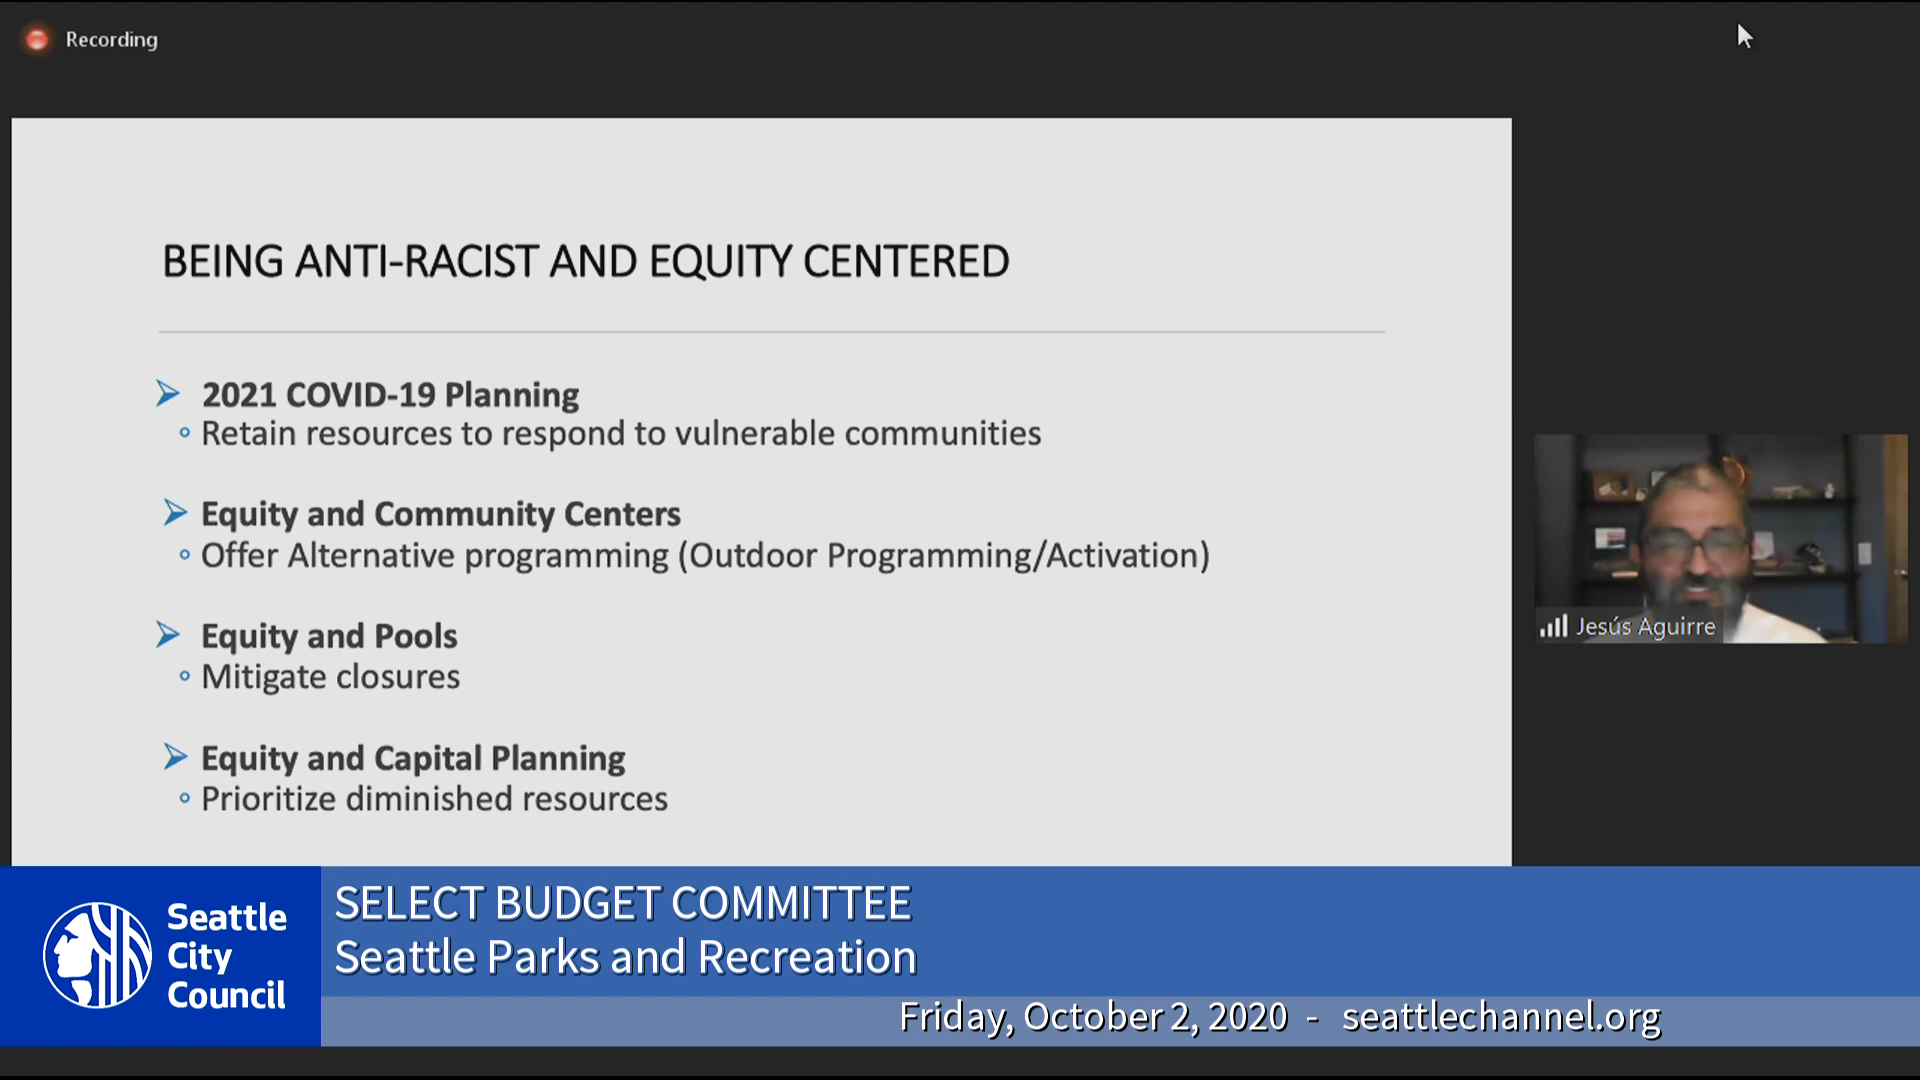 Recording
BEING ANTI-RACIST AND EQUITY CENTERED
2021 COVID-19 Planning
Retain resources to respond to vulnerable communities
Equity and Community Centers
Offer Alternative programming (Outdoor Programming/Activation)
Equity and Pools
Mitigate closures
Equity and Capital Planning
Prioritize diminished resources
Jesús Aguirre
Seattle
City
Council
SELECT BUDGET COMMITTEE
Seattle Parks and Recreation
Friday, October 2, 2020 - seattlechannel.org